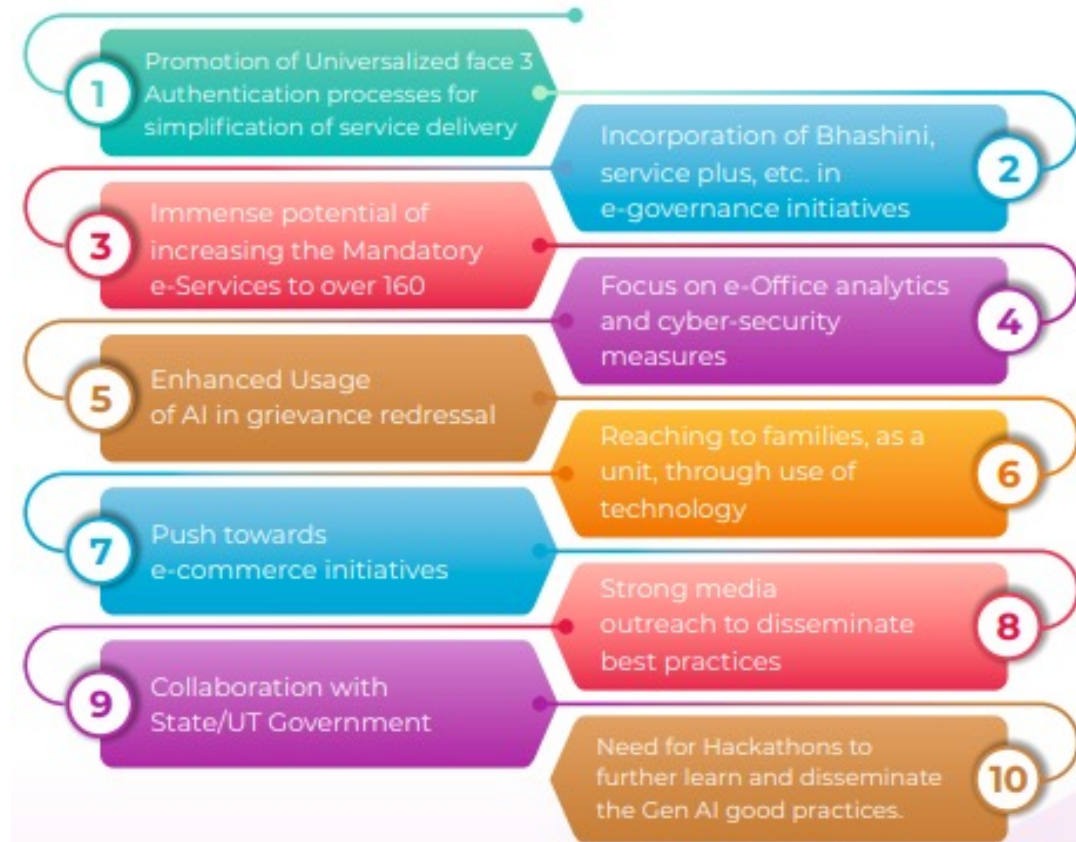 1
Promotion of Universalized face 3
Authentication processes for
simplification of service delivery
2
Incorporation of Bhashini,
service plus, etc. in
e-governance initiatives
3
Immense potential of
increasing the Mandatory
e-Services to over 160
4
Focus on e-Office analytics
and cyber-security
measures
5
Enhanced Usage
of AI in grievance redressal
6
Reaching to families, as a
unit, through use of
technology
7
Push towards
e-commerce initiatives
8
Strong media
outreach to disseminate
best practices
9
Collaboration with
State/UT Government
10
Need for Hackathons to
further learn and disseminate
the Gen AI good practices.